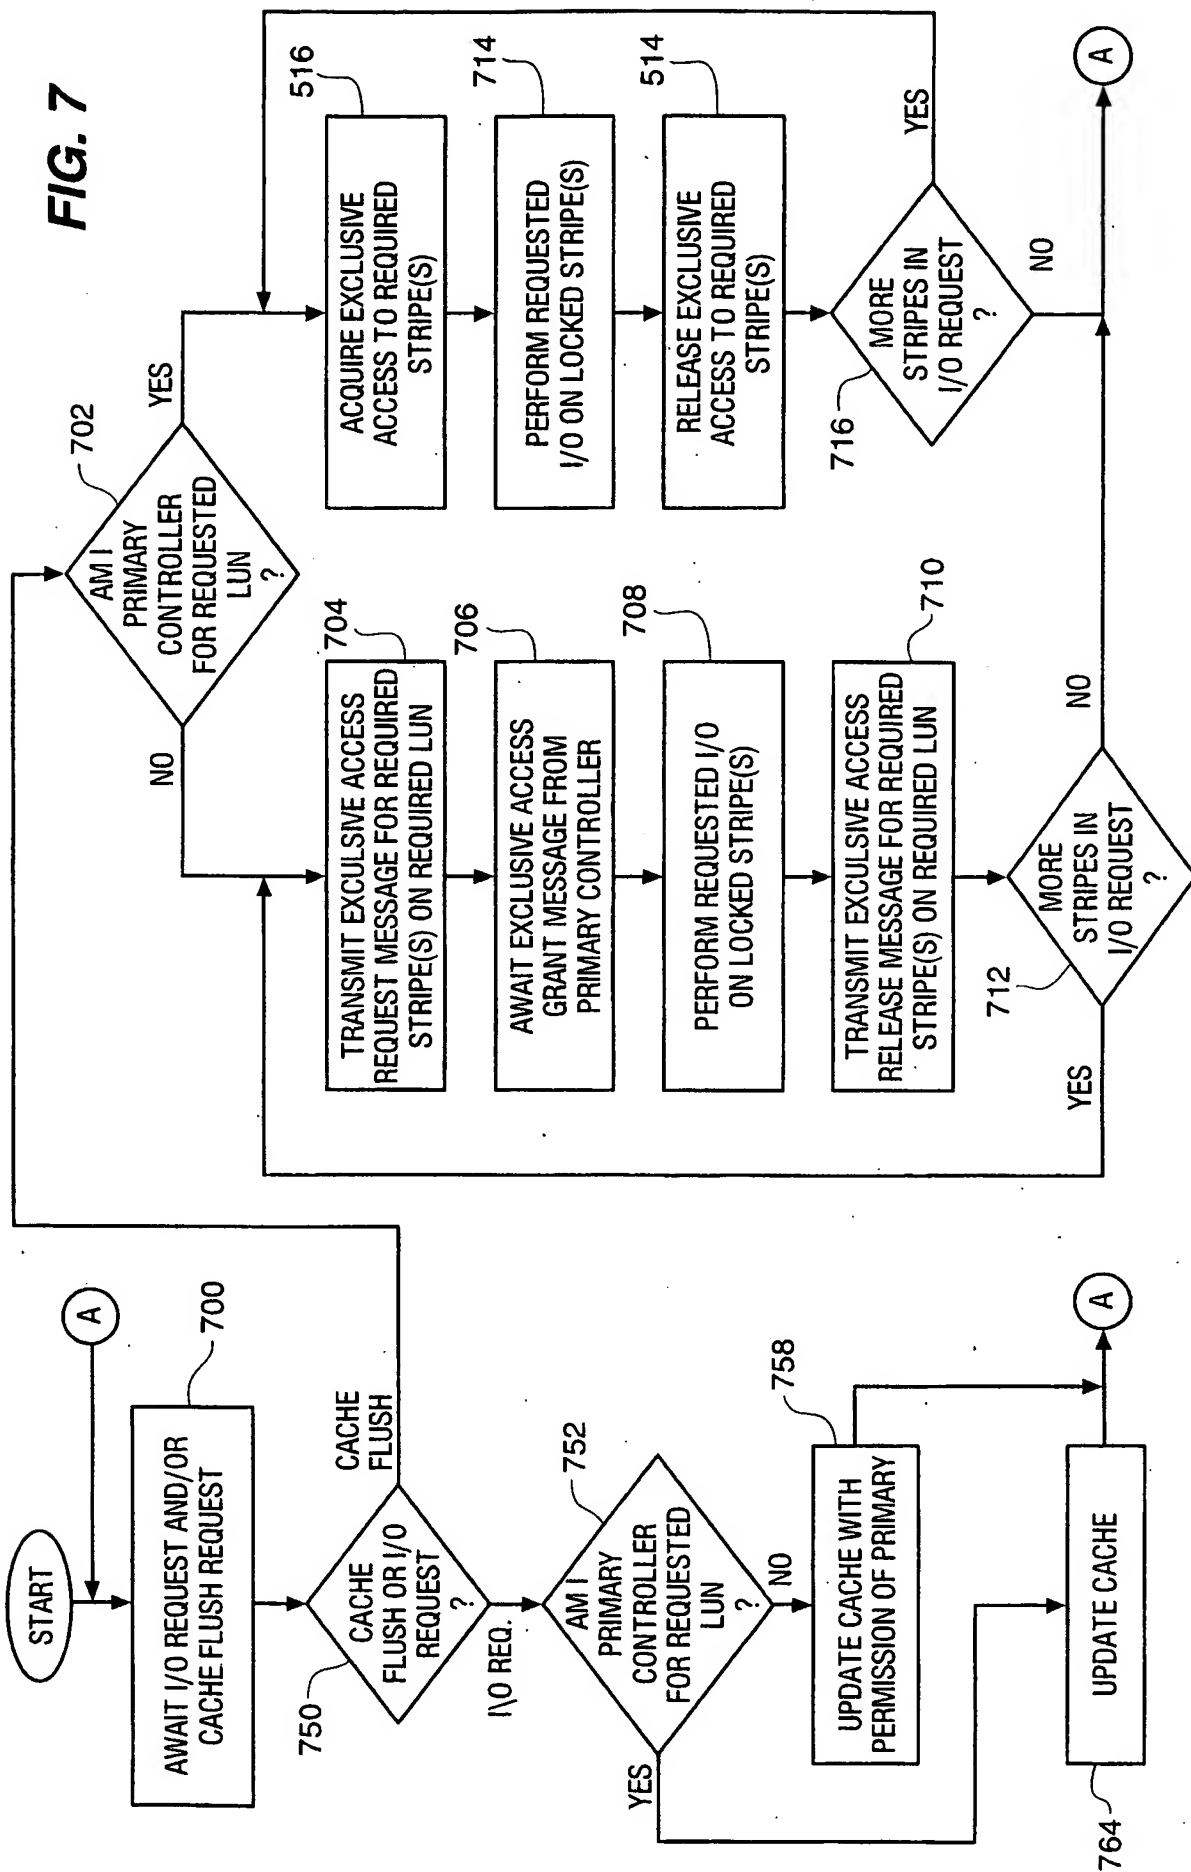 FIG. 7
START
A
AWAIT I/O REQUEST AND/OR
CACHE FLUSH REQUEST
700
CACHE
FLUSH OR I/O
REQUEST
?
750
CACHE
FLUSH
I\O REQ.
AM I
PRIMARY
CONTROLLER
FOR REQUESTED
LUN
?
752
YES
NO
UPDATE CACHE WITH
PERMISSION OF PRIMARY
758
UPDATE CACHE
764
A
AM I
PRIMARY
CONTROLLER
FOR REQUESTED
LUN
?
702
NO
YES
TRANSMIT EXCULSIVE ACCESS
REQUEST MESSAGE FOR REQUIRED
STRIPE(S) ON REQUIRED LUN
704
AWAIT EXCLUSIVE ACCESS
GRANT MESSAGE FROM
PRIMARY CONTROLLER
706
PERFORM REQUESTED I/O
ON LOCKED STRIPE(S)
708
TRANSMIT EXCULSIVE ACCESS
RELEASE MESSAGE FOR REQUIRED
STRIPE(S) ON REQUIRED LUN
710
MORE
STRIPES IN
I/O REQUEST
?
712
YES
NO
ACQUIRE EXCLUSIVE
ACCESS TO REQUIRED
STRIPE(S)
516
PERFORM REQUESTED
I/O ON LOCKED STRIPE(S)
714
RELEASE EXCLUSIVE
ACCESS TO REQUIRED
STRIPE(S)
514
MORE
STRIPES IN
I/O REQUEST
?
716
YES
NO
A